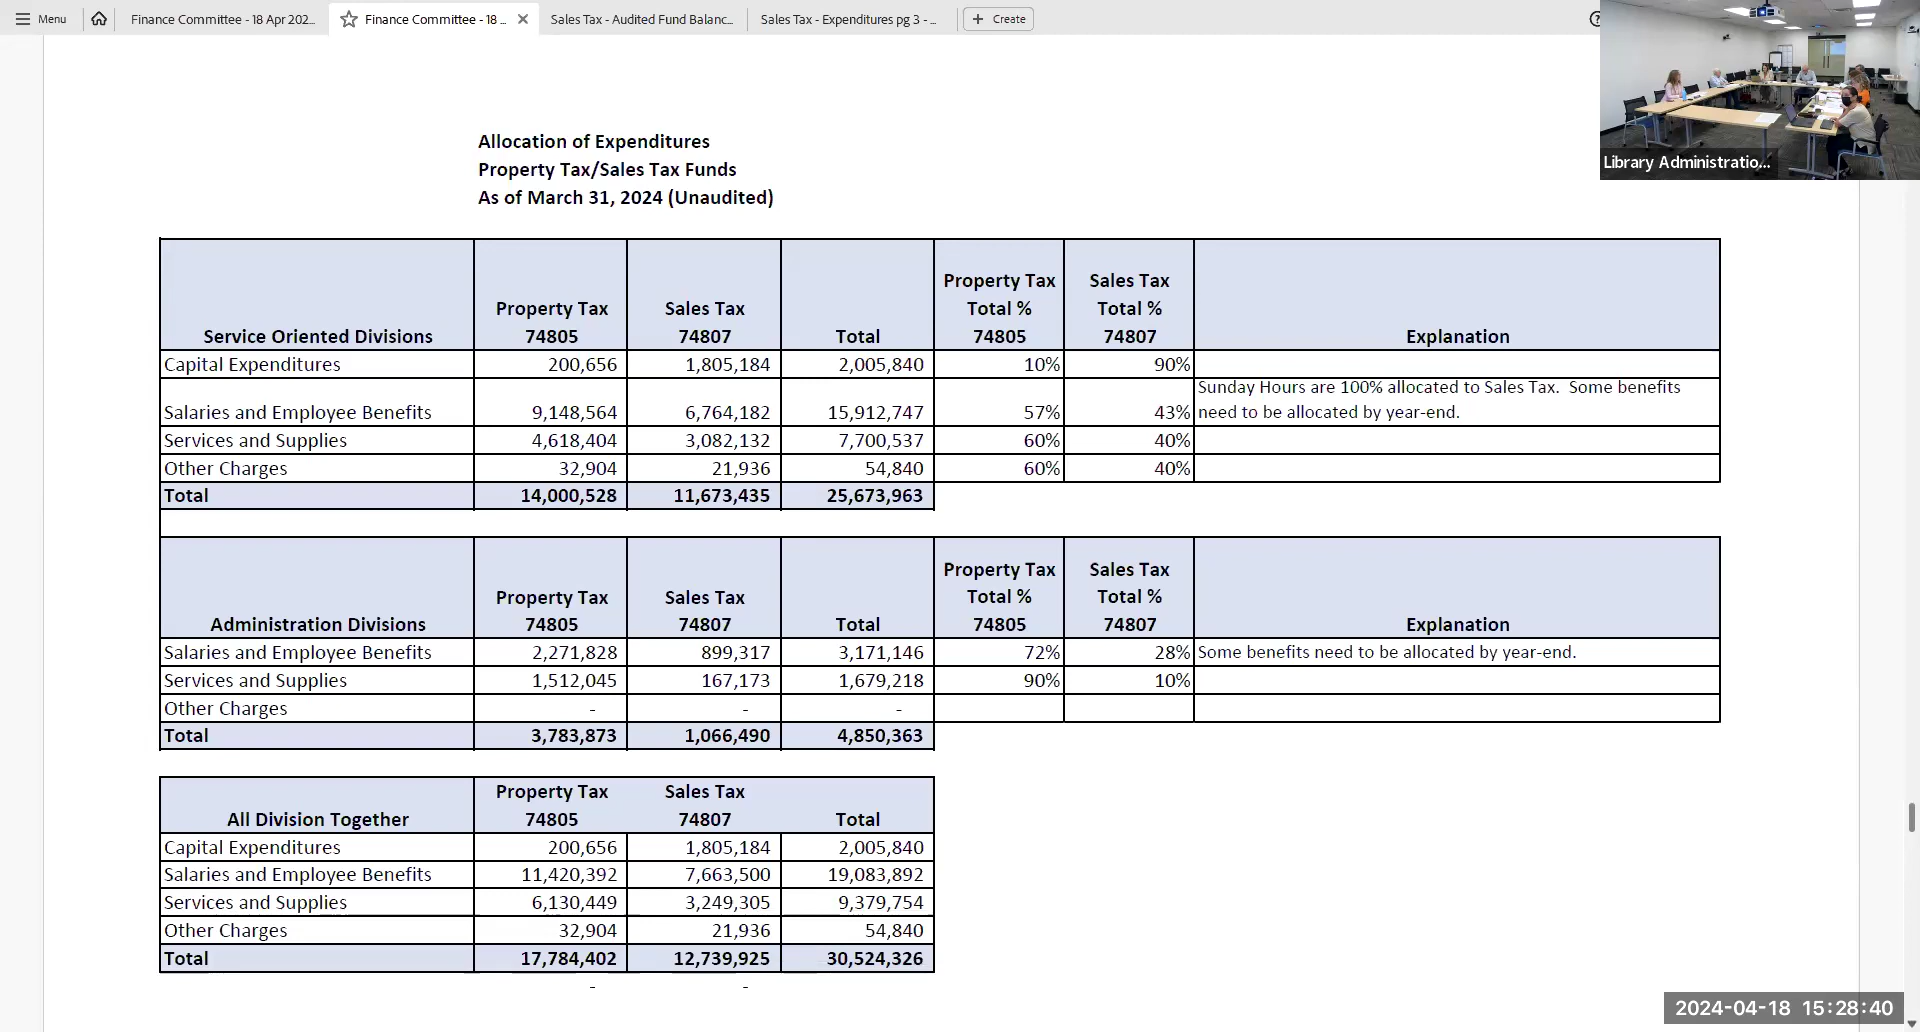 Menu
Finance Committee - 18 Apr 202...
Finance Committee - 18 ...
Sales Tax - Audited Fund Balanc...
Sales Tax - Expenditures pg 3 - ...
Create
Library Administratio...
Allocation of Expenditures
Property Tax/Sales Tax Funds
As of March 31, 2024 (Unaudited)
Service Oriented Divisions Property Tax 74805 Sales Tax 74807 Total Property Tax Total % 74805 Sales Tax Total % 74807 Explanation
Capital Expenditures 200,656 1,805,184 2,005,840 10% 90%
Salaries and Employee Benefits 9,148,564 6,764,182 15,912,747 57% 43% Sunday Hours are 100% allocated to Sales Tax. Some benefits need to be allocated by year-end.
Services and Supplies 4,618,404 3,082,132 7,700,537 60% 40%
Other Charges 32,904 21,936 54,840 60% 40%
Total 14,000,528 11,673,435 25,673,963
Administration Divisions Property Tax 74805 Sales Tax 74807 Total Property Tax Total % 74805 Sales Tax Total % 74807 Explanation
Salaries and Employee Benefits 2,271,828 899,317 3,171,146 72% 28% Some benefits need to be allocated by year-end.
Services and Supplies 1,512,045 167,173 1,679,218 90% 10%
Other Charges - - -
Total 3,783,873 1,066,490 4,850,363
All Division Together Property Tax 74805 Sales Tax 74807 Total
Capital Expenditures 200,656 1,805,184 2,005,840
Salaries and Employee Benefits 11,420,392 7,663,500 19,083,892
Services and Supplies 6,130,449 3,249,305 9,379,754
Other Charges 32,904 21,936 54,840
Total 17,784,402 12,739,925 30,524,326
- -
2024-04-18 15:28:40